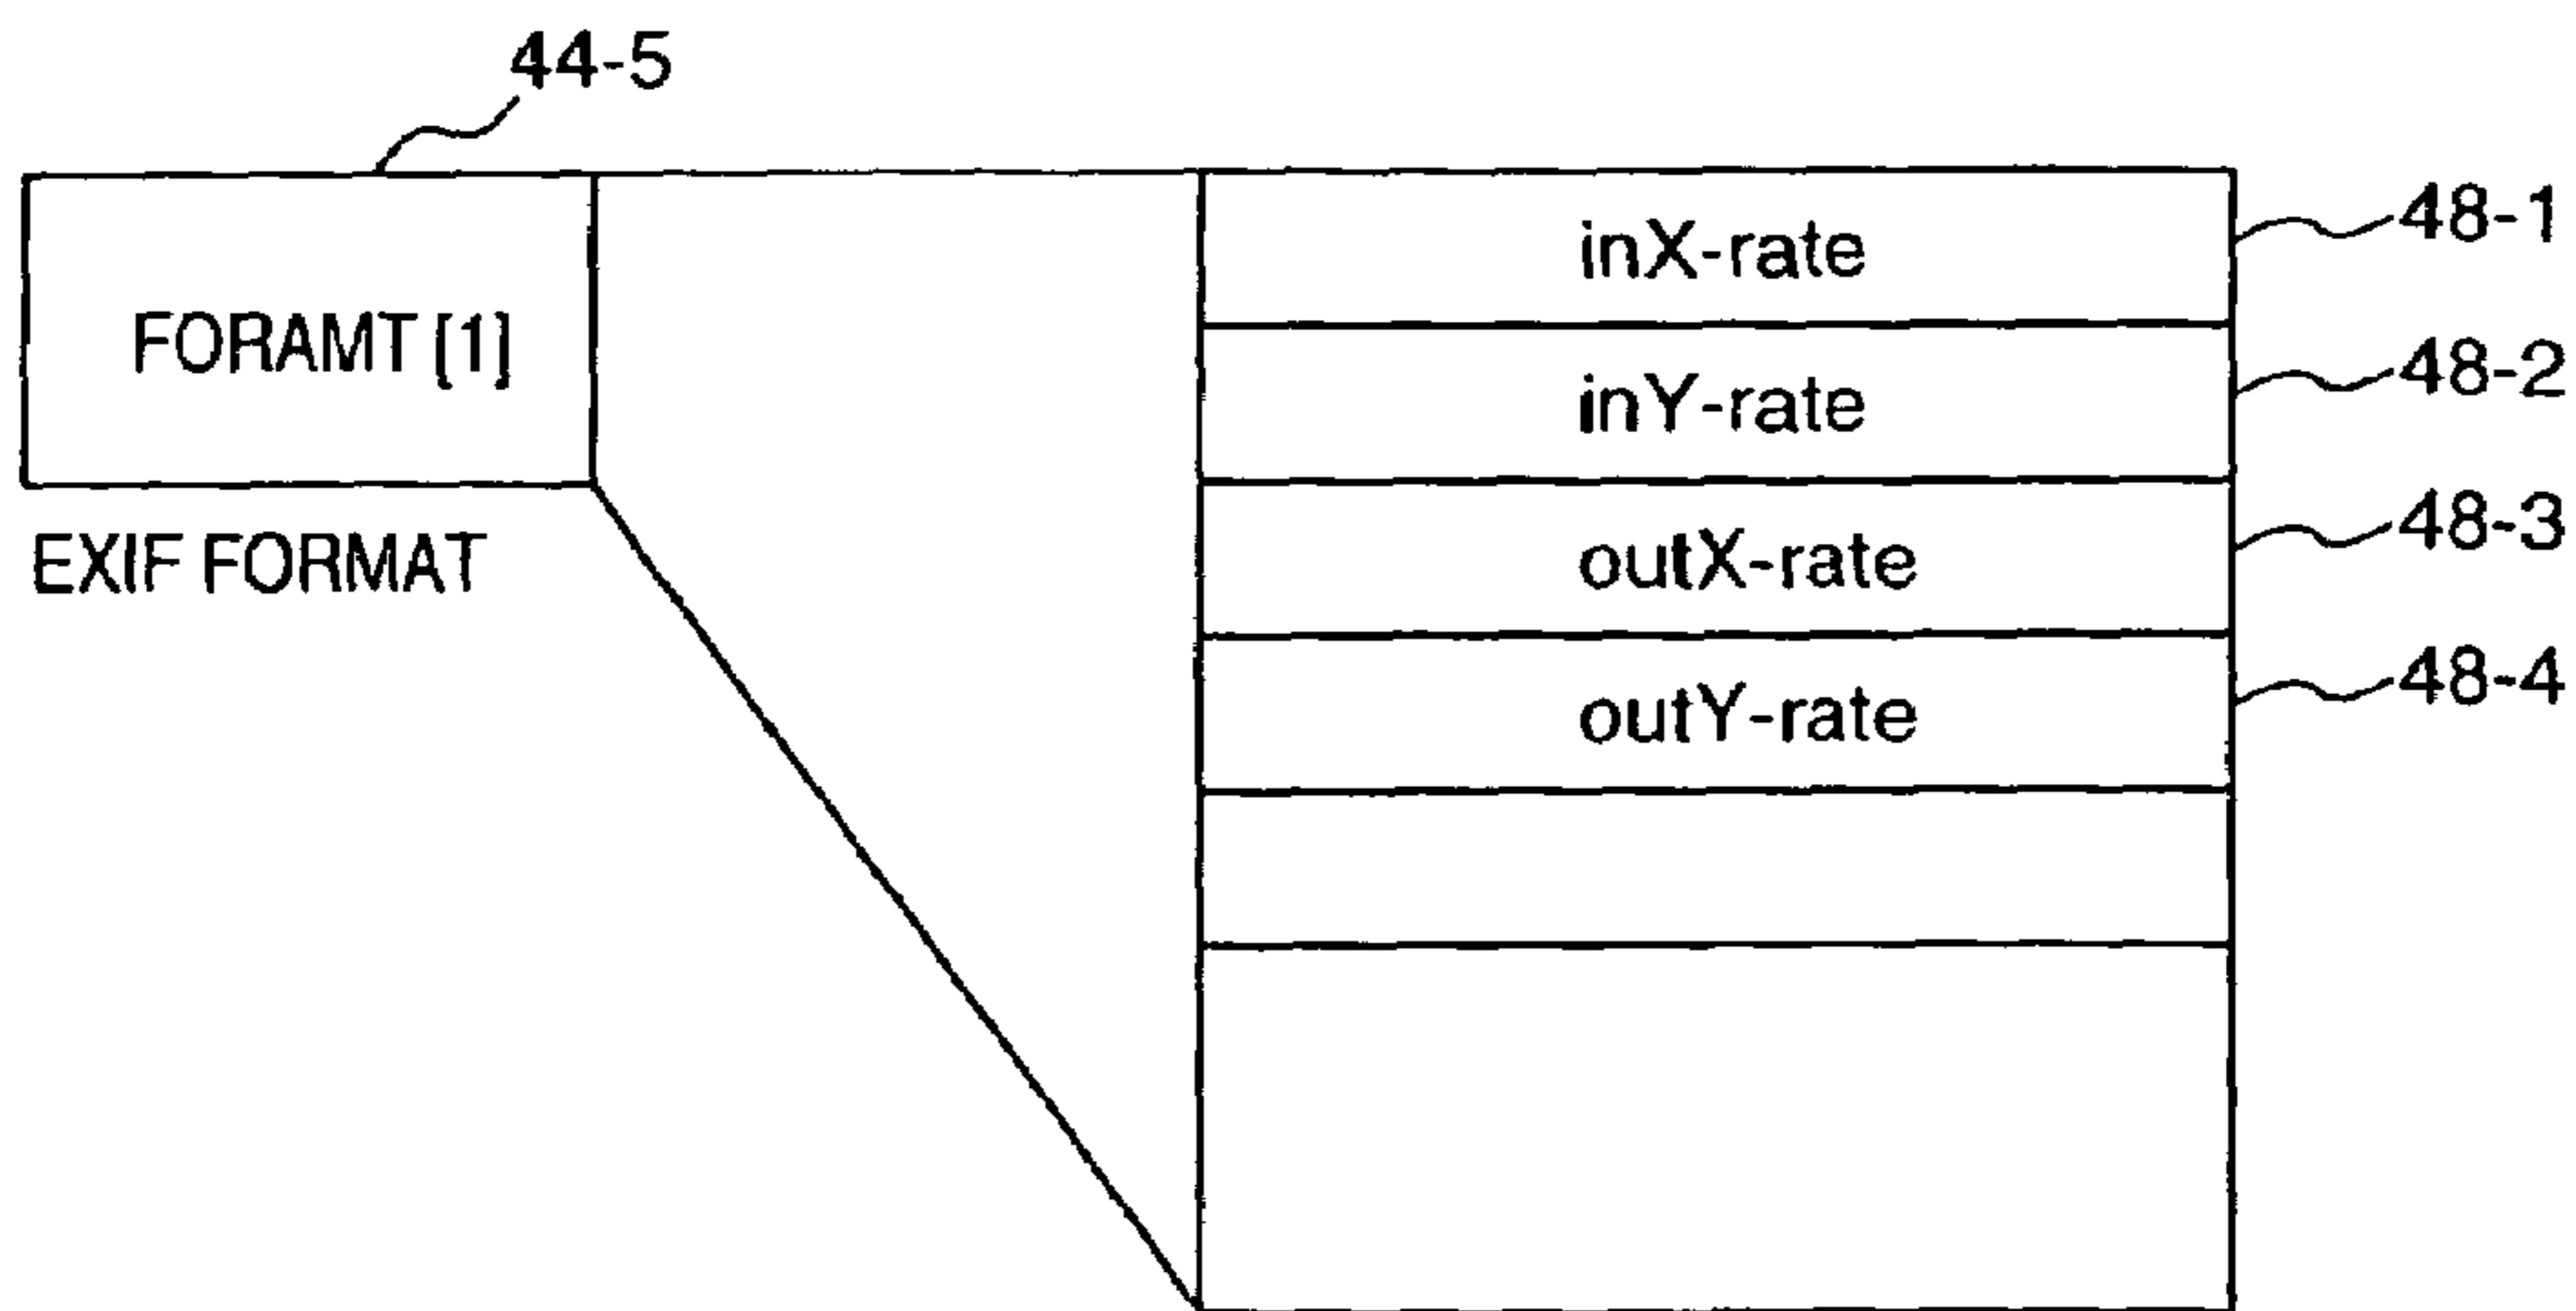 44-5
FORAMT [1]
EXIF FORMAT
inX-rate
48-1
inY-rate
48-2
outX-rate
48-3
outY-rate
48-4